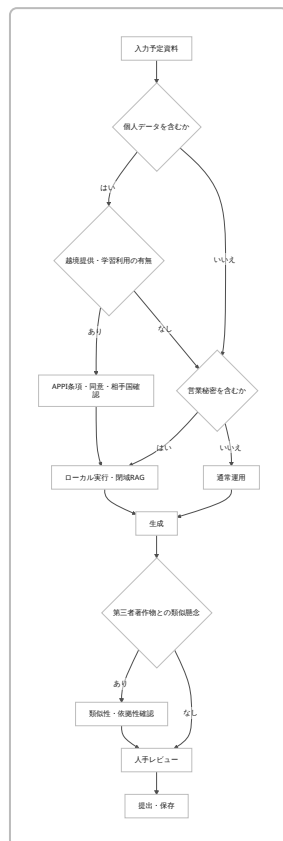 入力予定資料
個人データを含むか
はい
いいえ
越境提供・学習利用の有無
あり
なし
APPI条項・同意・相手国確
認
営業秘密を含むか
はい
いいえ
ローカル実行・閉域RAG
通常運用
生成
第三者著作物との類似懸念
あり
なし
類似性・依拠性確認
人手レビュー
提出・保存